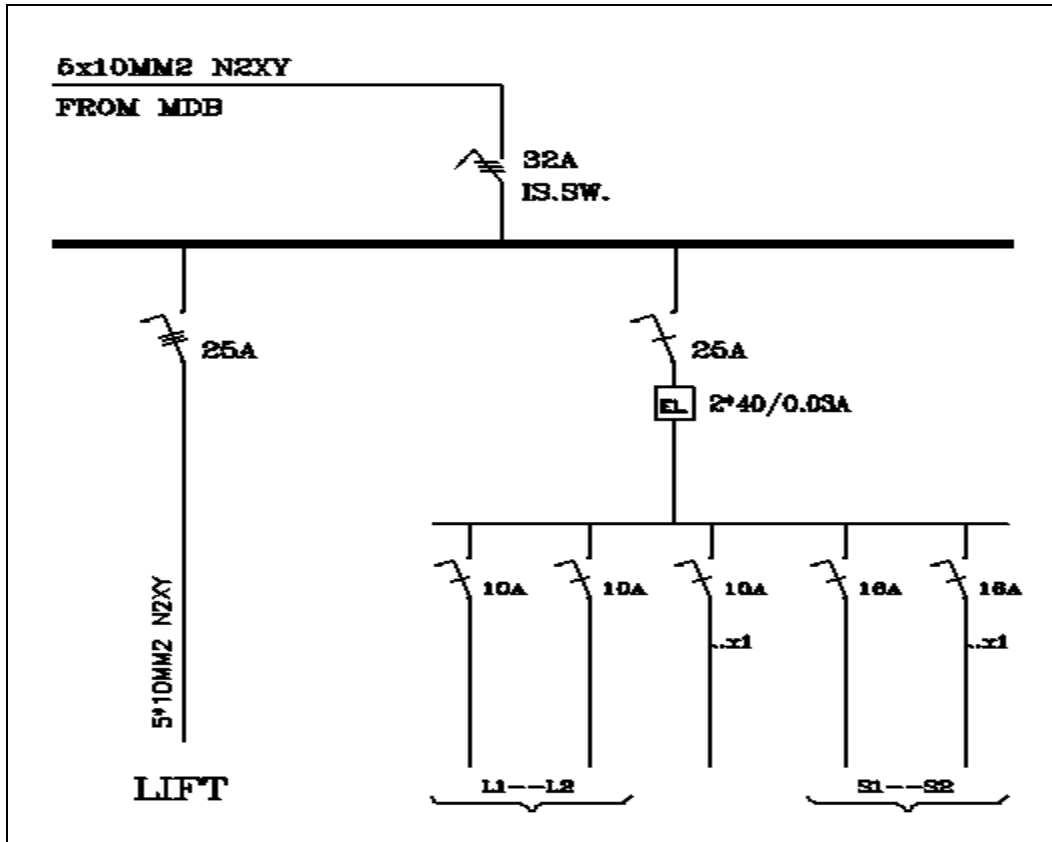 5x10MM2 N2XY
FROM MDB
32A
IS.SW.
25A
25A
EL
2*40/0.03A
10A
10A
10A
16A
16A
..x1
..x1
5*10MM2 N2XY
LIFT
L1--L2
S1--S2